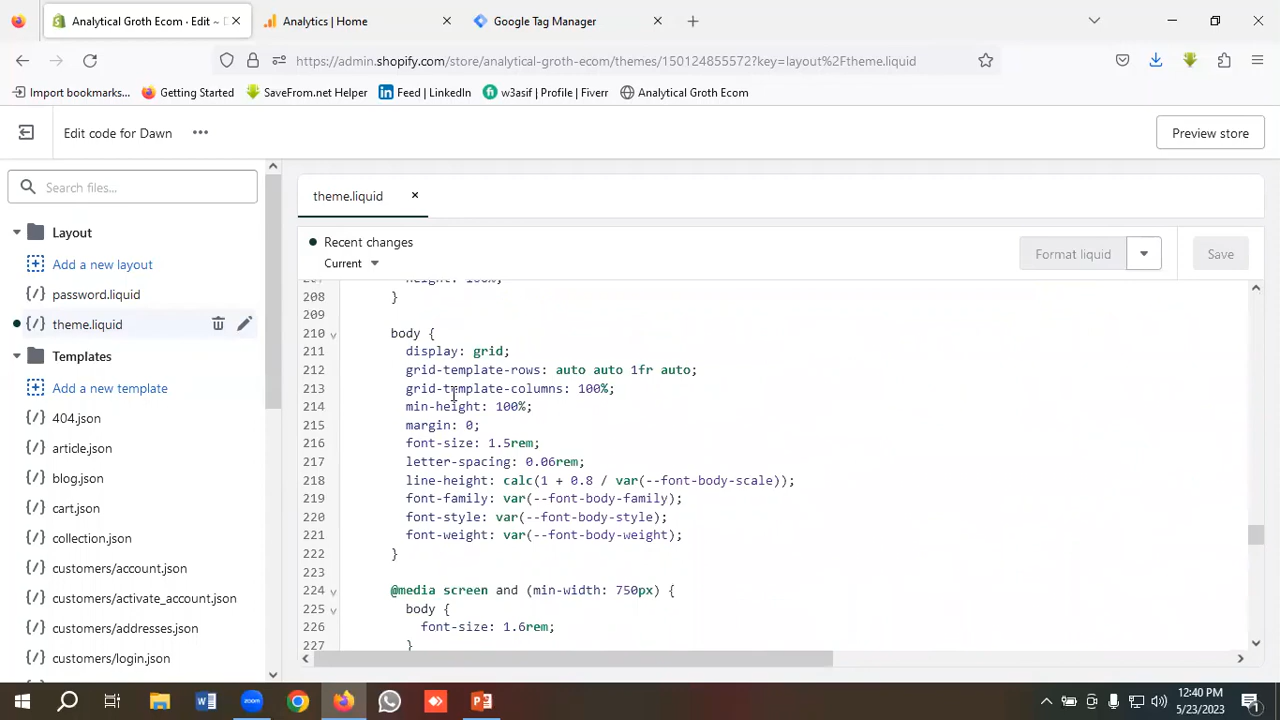 Analytical Groth Ecom · Edit ~
Analytics | Home
Google Tag Manager
https://admin.shopify.com/store/analytical-groth-ecom/themes/150124855572?key=layout%2Ftheme.liquid
Import bookmarks...
Getting Started
SaveFrom.net Helper
Feed | LinkedIn
w3asif | Profile | Fiverr
Analytical Groth Ecom
Edit code for Dawn
Preview store
Search files...
theme.liquid
Layout
Recent changes
Current
Format liquid
Save
Add a new layout
password.liquid
theme.liquid
Templates
Add a new template
404.json
article.json
blog.json
cart.json
collection.json
customers/account.json
customers/activate_account.json
customers/addresses.json
customers/login.json
207 height: 100%;
208 }
209
210 body {
211 display: grid;
212 grid-template-rows: auto auto 1fr auto;
213 grid-template-columns: 100%;
214 min-height: 100%;
215 margin: 0;
216 font-size: 1.5rem;
217 letter-spacing: 0.06rem;
218 line-height: calc(1 + 0.8 / var(--font-body-scale));
219 font-family: var(--font-body-family);
220 font-style: var(--font-body-style);
221 font-weight: var(--font-body-weight);
222 }
223
224 @media screen and (min-width: 750px) {
225 body {
226 font-size: 1.6rem;
227 }
12:40 PM
5/23/2023